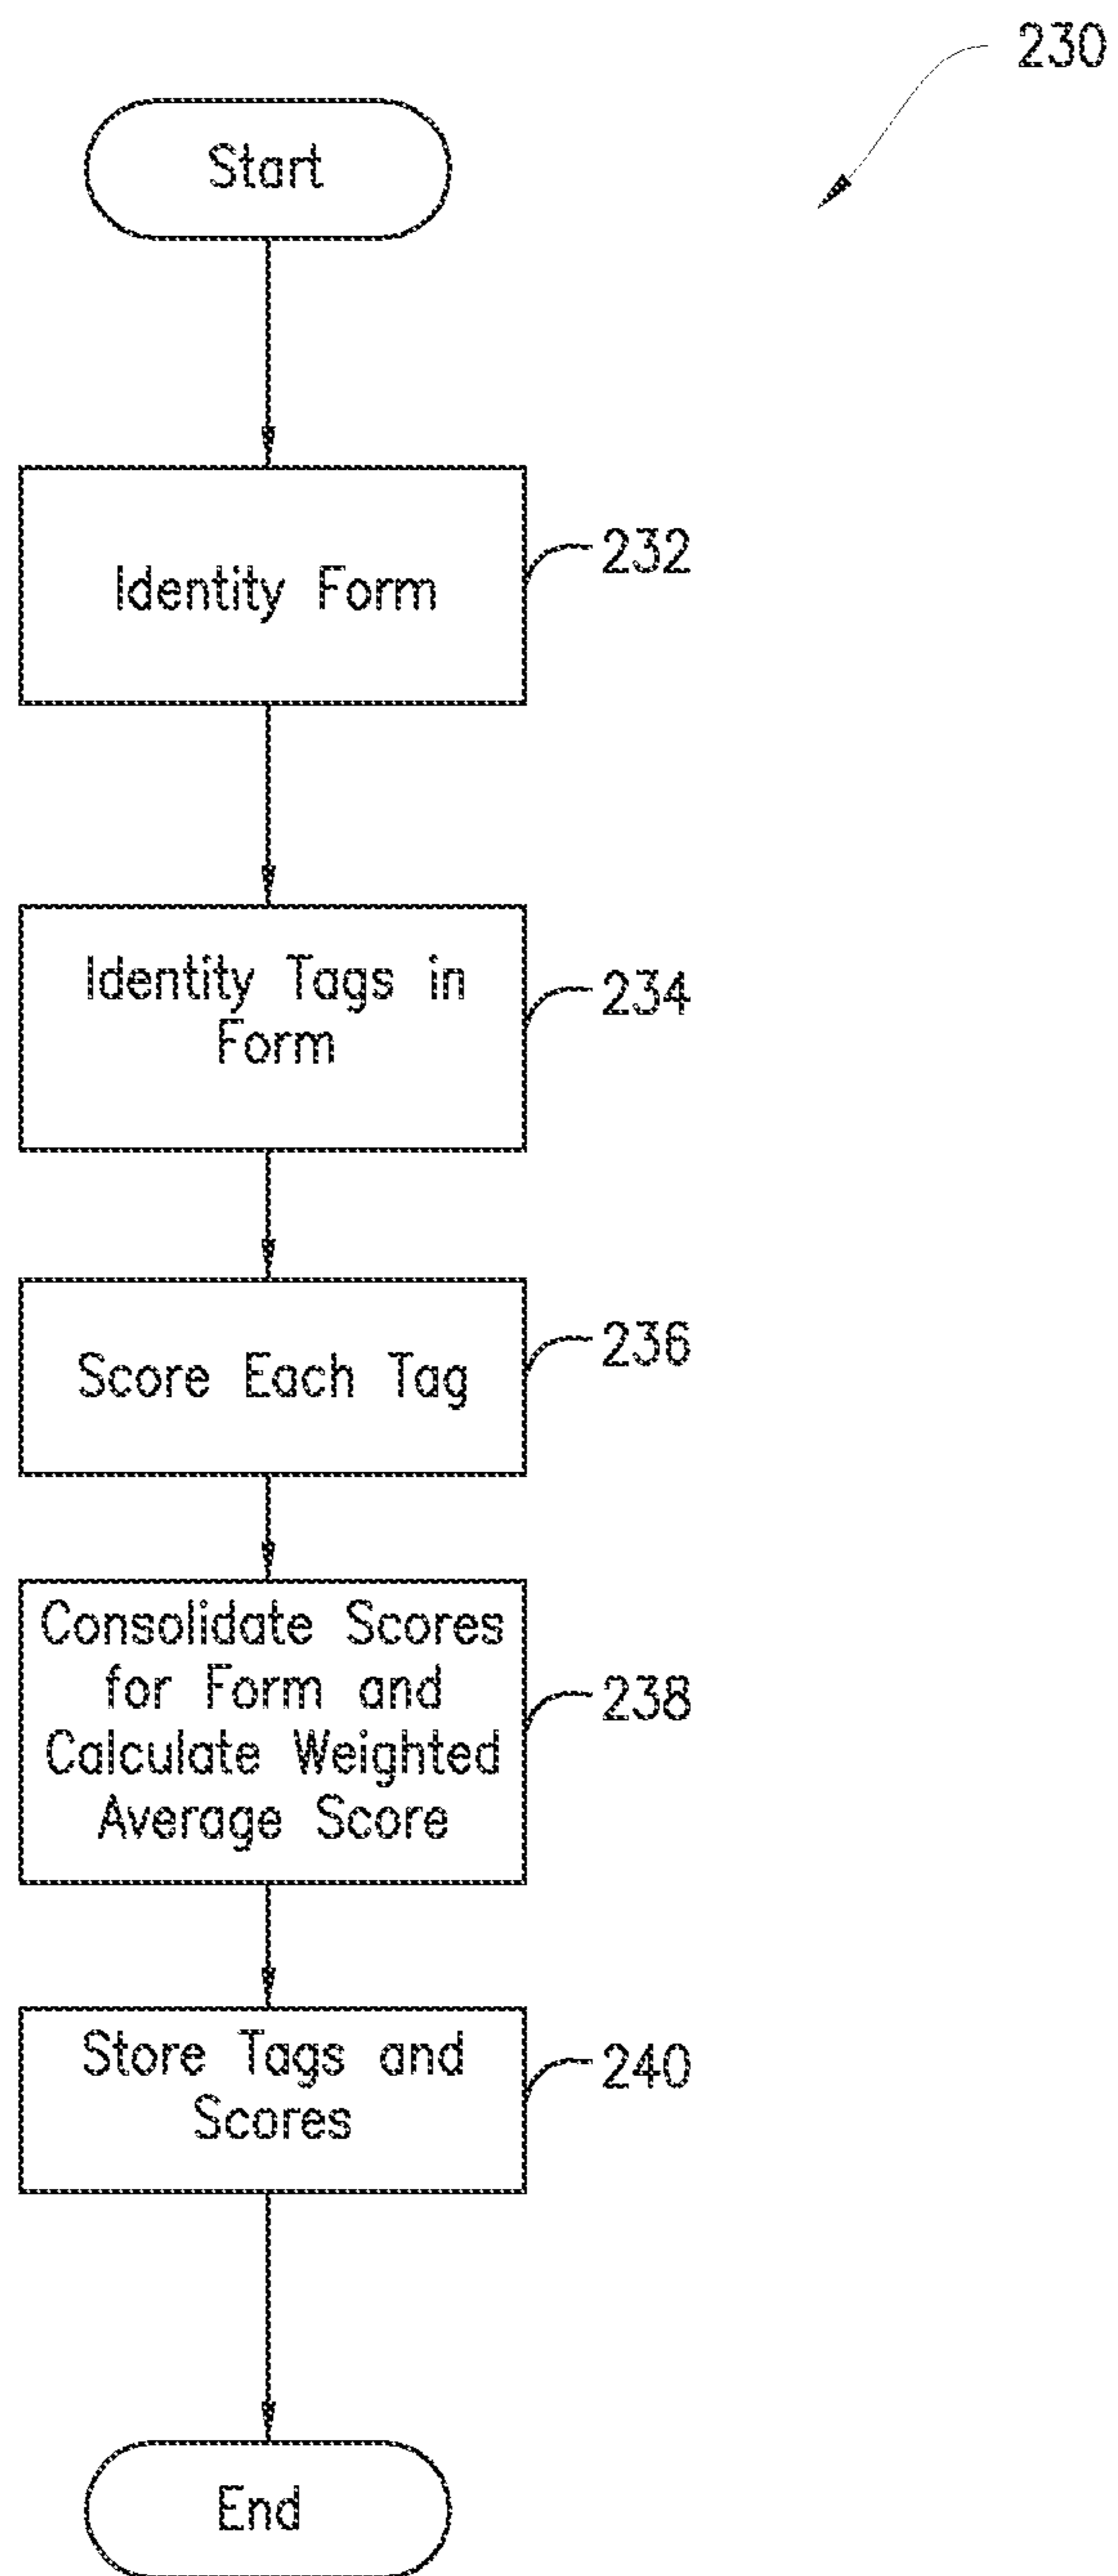 230
Start
Identity Form
232
Identity Tags in
Form
234
Score Each Tag
236
Consolidate Scores
for Form and
Calculate Weighted
Average Score
238
Store Tags and
Scores
240
End